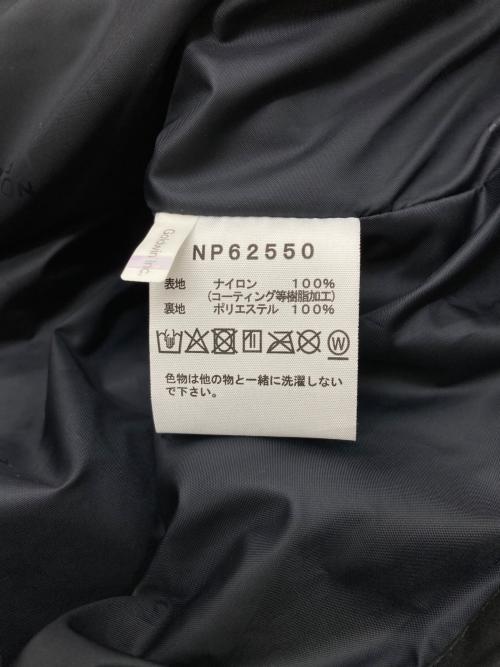 Goldwin Inc.
NP62550
表地 ナイロン 100%
(コーティング等樹脂加工)
裏地 ポリエステル 100%
W
色物は他の物と一緒に洗濯しない
で下さい。